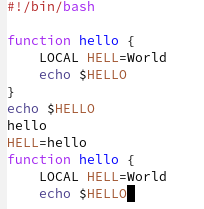 #!/bin/bash
function hello {
LOCAL HELL=World
echo $HELLO
}
echo $HELLO
hello
HELL=hello
function hello {
LOCAL HELL=World
echo $HELLO